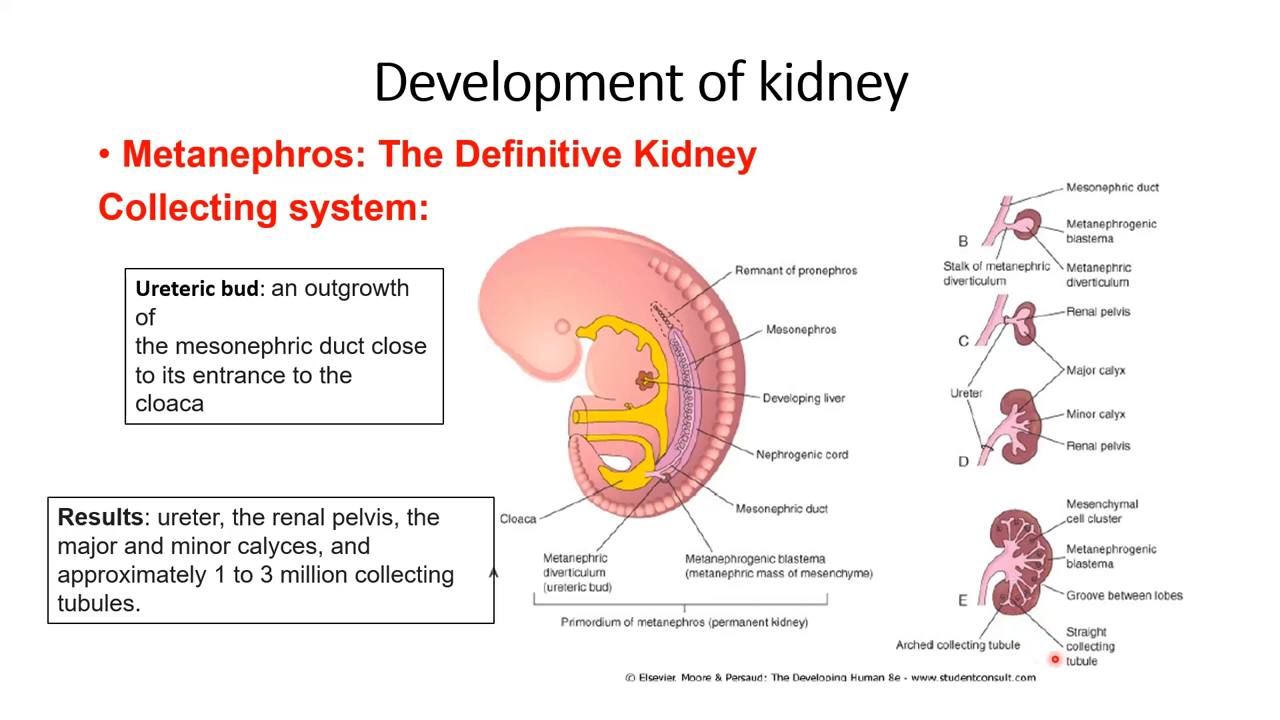 Development of kidney
• Metanephros: The Definitive Kidney
Collecting system:
Ureteric bud: an outgrowth
of
the mesonephric duct close
to its entrance to the
cloaca
Results: ureter, the renal pelvis, the
major and minor calyces, and
approximately 1 to 3 million collecting
tubules.
Remnant of pronephros
Mesonephros
Developing liver
Nephrogenic cord
Mesonephric duct
Cloaca
Metanephric
diverticulum
(ureteric bud)
Metanephrogenic blastema
(metanephric mass of mesenchyme)
Primordium of metanephros (permanent kidney)
A
Mesonephric duct
Metanephrogenic
blastema
B
Stalk of metanephric
diverticulum
Metanephric
diverticulum
Renal pelvis
C
Major calyx
Ureter
Minor calyx
Renal pelvis
D
Mesenchymal
cell cluster
Metanephrogenic
blastema
E
Groove between lobes
Arched collecting tubule
Straight
collecting
tubule
© Elsevier. Moore & Persaud: The Developing Human 8e - www.studentconsult.com